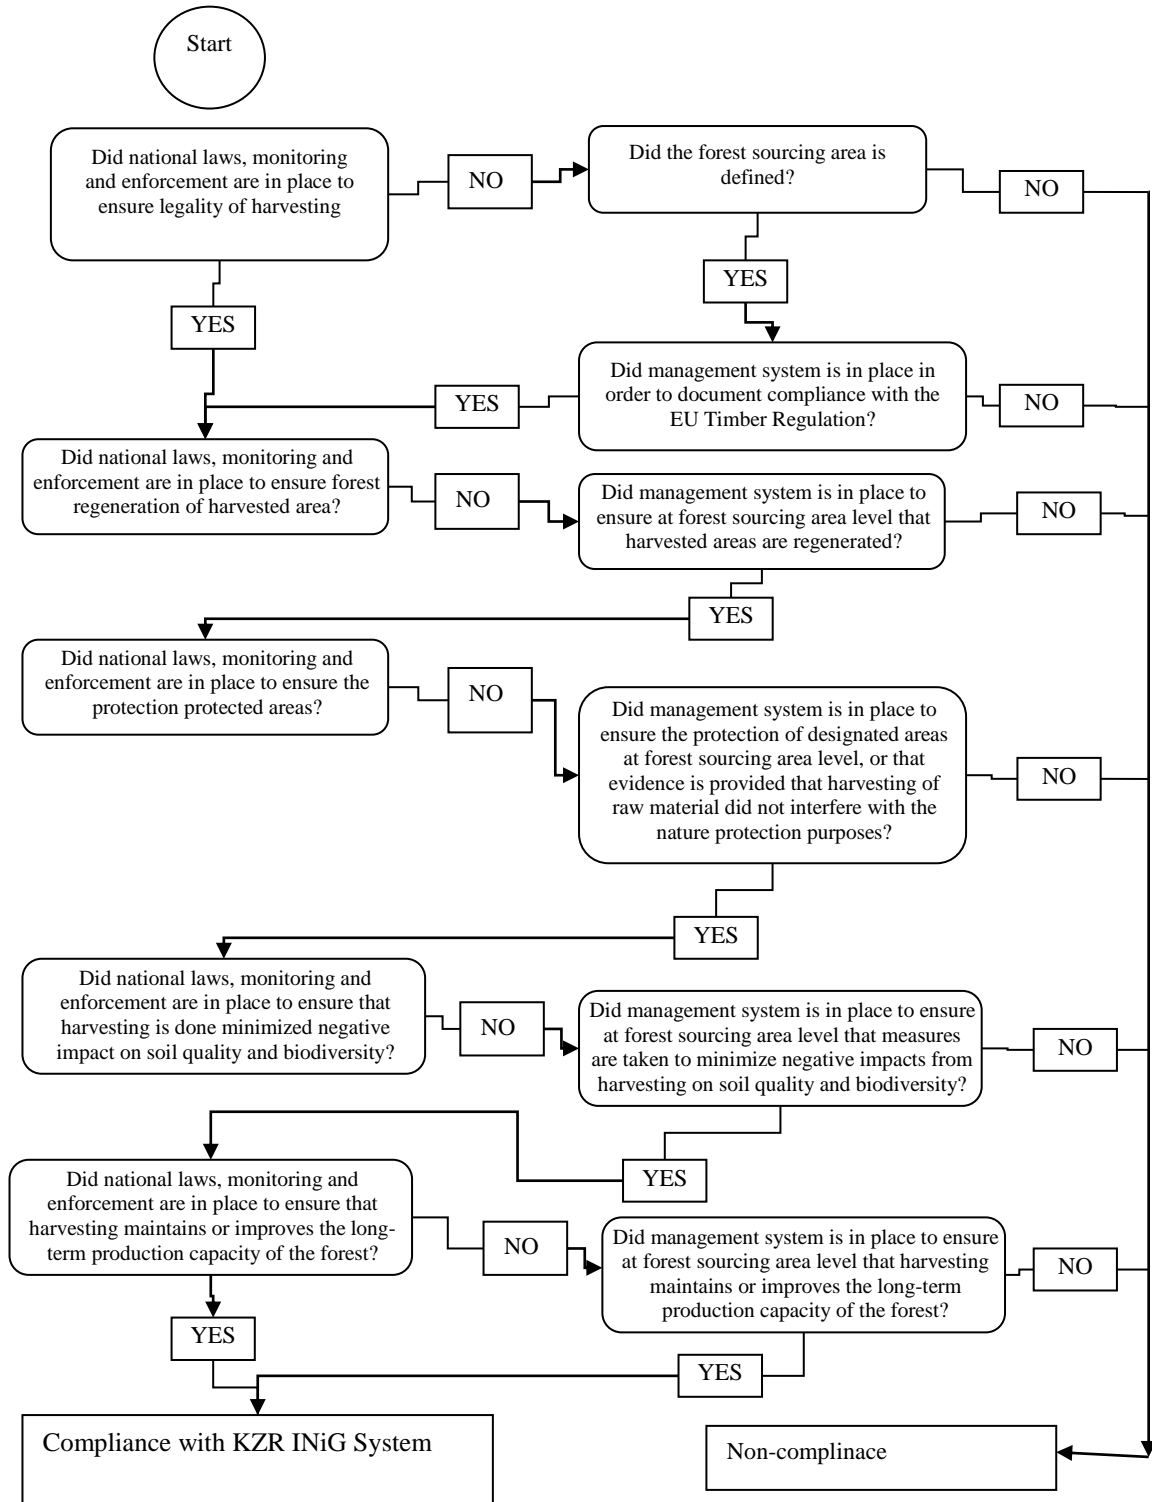 Start
Did national laws, monitoring
and enforcement are in place to
ensure legality of harvesting
NO
Did the forest sourcing area is
defined?
NO
YES
YES
Did management system is in place in
order to document compliance with the
EU Timber Regulation?
YES
NO
Did national laws, monitoring and
enforcement are in place to ensure forest
regeneration of harvested area?
NO
Did management system is in place to
ensure at forest sourcing area level that
harvested areas are regenerated?
NO
YES
Did national laws, monitoring and
enforcement are in place to ensure the
protection protected areas?
NO
Did management system is in place to
ensure the protection of designated areas
at forest sourcing area level, or that
evidence is provided that harvesting of
raw material did not interfere with the
nature protection purposes?
NO
YES
Did national laws, monitoring and
enforcement are in place to ensure that
harvesting is done minimized negative
impact on soil quality and biodiversity?
NO
Did management system is in place to ensure
at forest sourcing area level that measures
are taken to minimize negative impacts from
harvesting on soil quality and biodiversity?
NO
YES
Did national laws, monitoring and
enforcement are in place to ensure that
harvesting maintains or improves the long-
term production capacity of the forest?
NO
Did management system is in place to ensure
at forest sourcing area level that harvesting
maintains or improves the long-term
production capacity of the forest?
NO
YES
YES
Compliance with KZR INiG System
Non-complinace